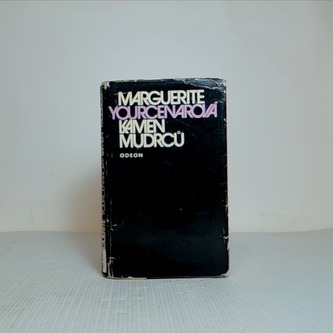 MARGUERITE
YOURCENAROVÁ
KÁMEN
MUDRCŮ
ODEON